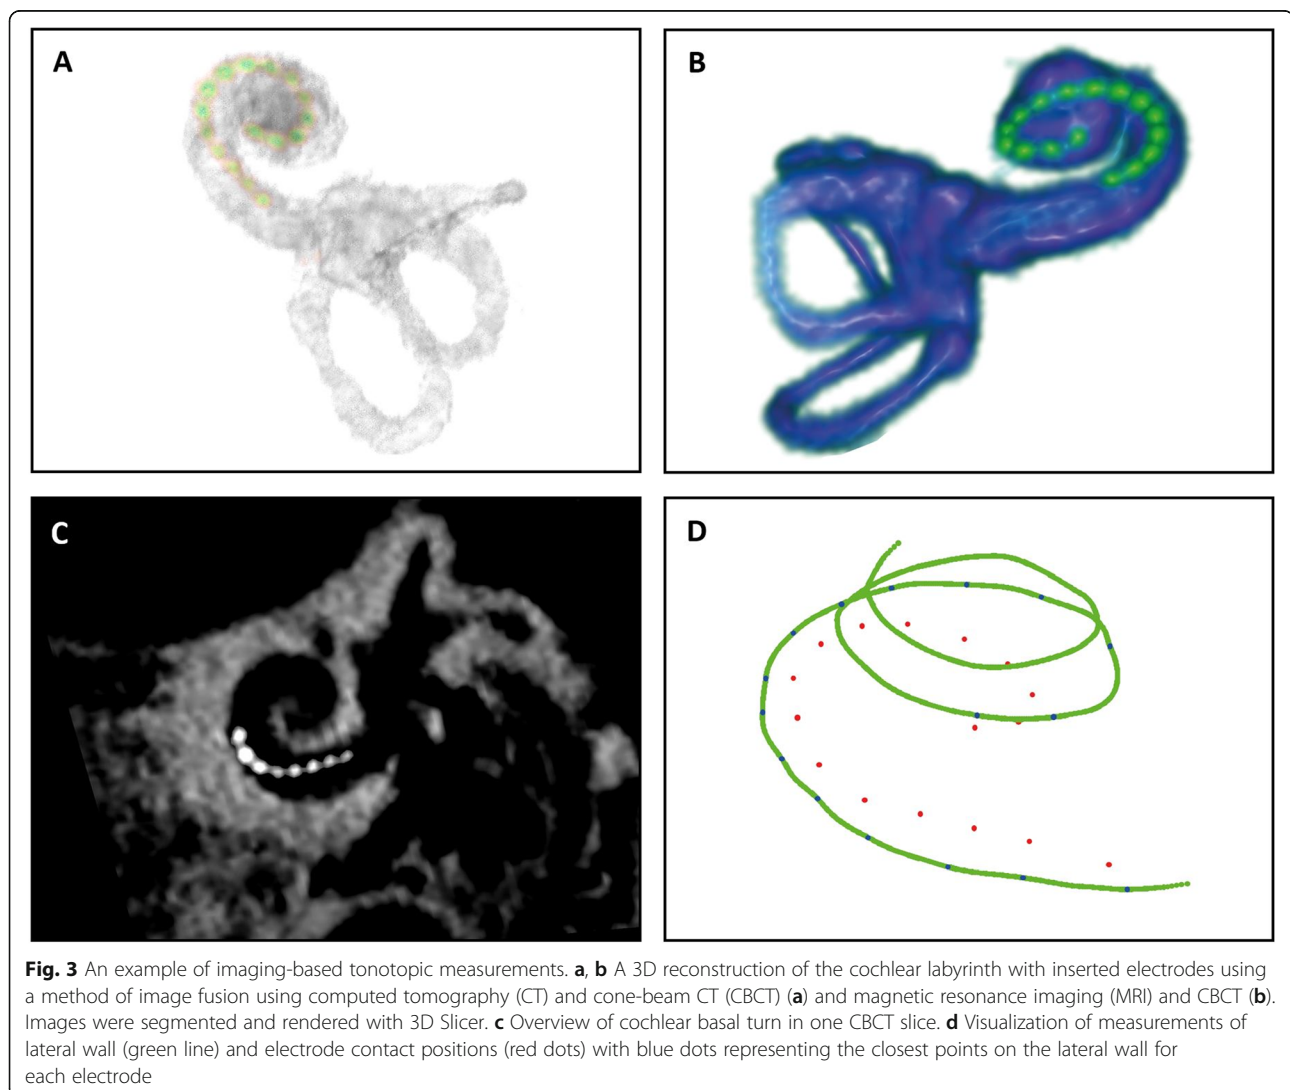 A
B
C
D
Fig. 3 An example of imaging-based tonotopic measurements. a, b A 3D reconstruction of the cochlear labyrinth with inserted electrodes using
a method of image fusion using computed tomography (CT) and cone-beam CT (CBCT) (a) and magnetic resonance imaging (MRI) and CBCT (b).
Images were segmented and rendered with 3D Slicer. c Overview of cochlear basal turn in one CBCT slice. d Visualization of measurements of
lateral wall (green line) and electrode contact positions (red dots) with blue dots representing the closest points on the lateral wall for
each electrode